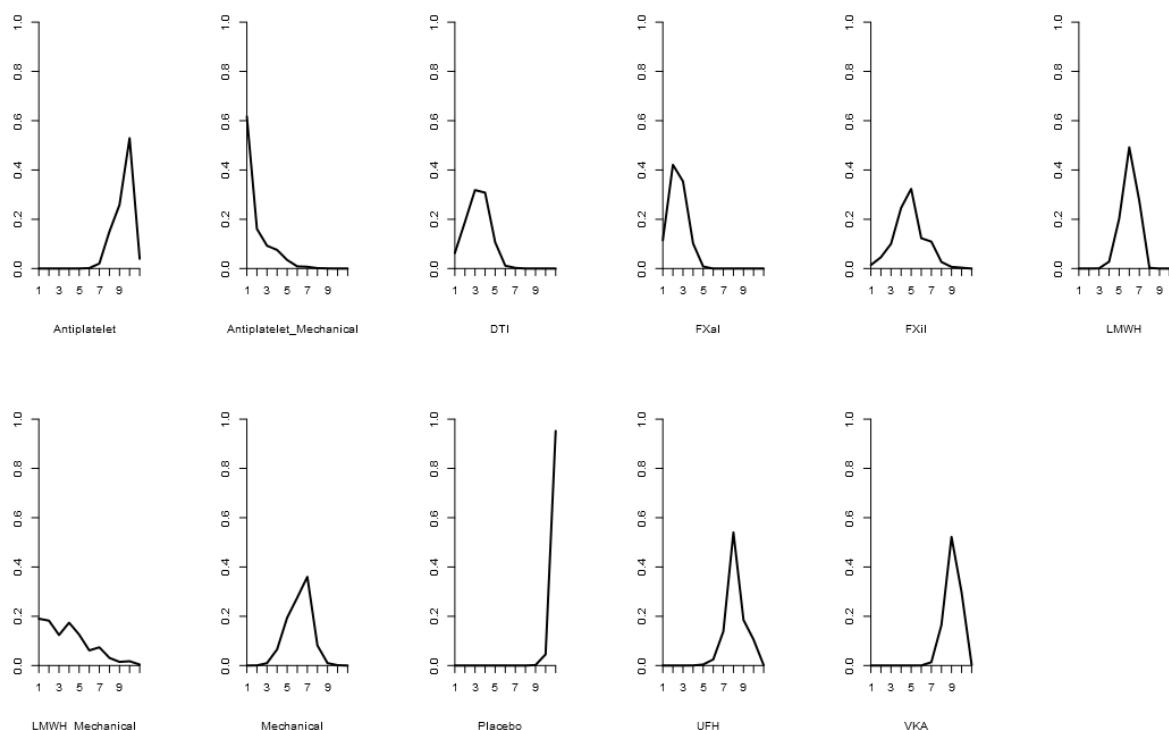 1.0 1.0 1.0 1.0 1.0 1.0
0.8 0.8 0.8 0.8 0.8 0.8
0.6 0.6 0.6 0.6 0.6 0.6
0.4 0.4 0.4 0.4 0.4 0.4
0.2 0.2 0.2 0.2 0.2 0.2
0.0 0.0 0.0 0.0 0.0 0.0
1 3 5 7 9 1 3 5 7 9 1 3 5 7 9 1 3 5 7 9 1 3 5 7 9 1 3 5 7 9
Antiplatelet Antiplatelet_Mechanical DTI FXaI FXiI LMWH
1.0 1.0 1.0 1.0 1.0
0.8 0.8 0.8 0.8 0.8
0.6 0.6 0.6 0.6 0.6
0.4 0.4 0.4 0.4 0.4
0.2 0.2 0.2 0.2 0.2
0.0 0.0 0.0 0.0 0.0
1 3 5 7 9 1 3 5 7 9 1 3 5 7 9 1 3 5 7 9 1 3 5 7 9
LMWH_Mechanical Mechanical Placebo UFH VKA